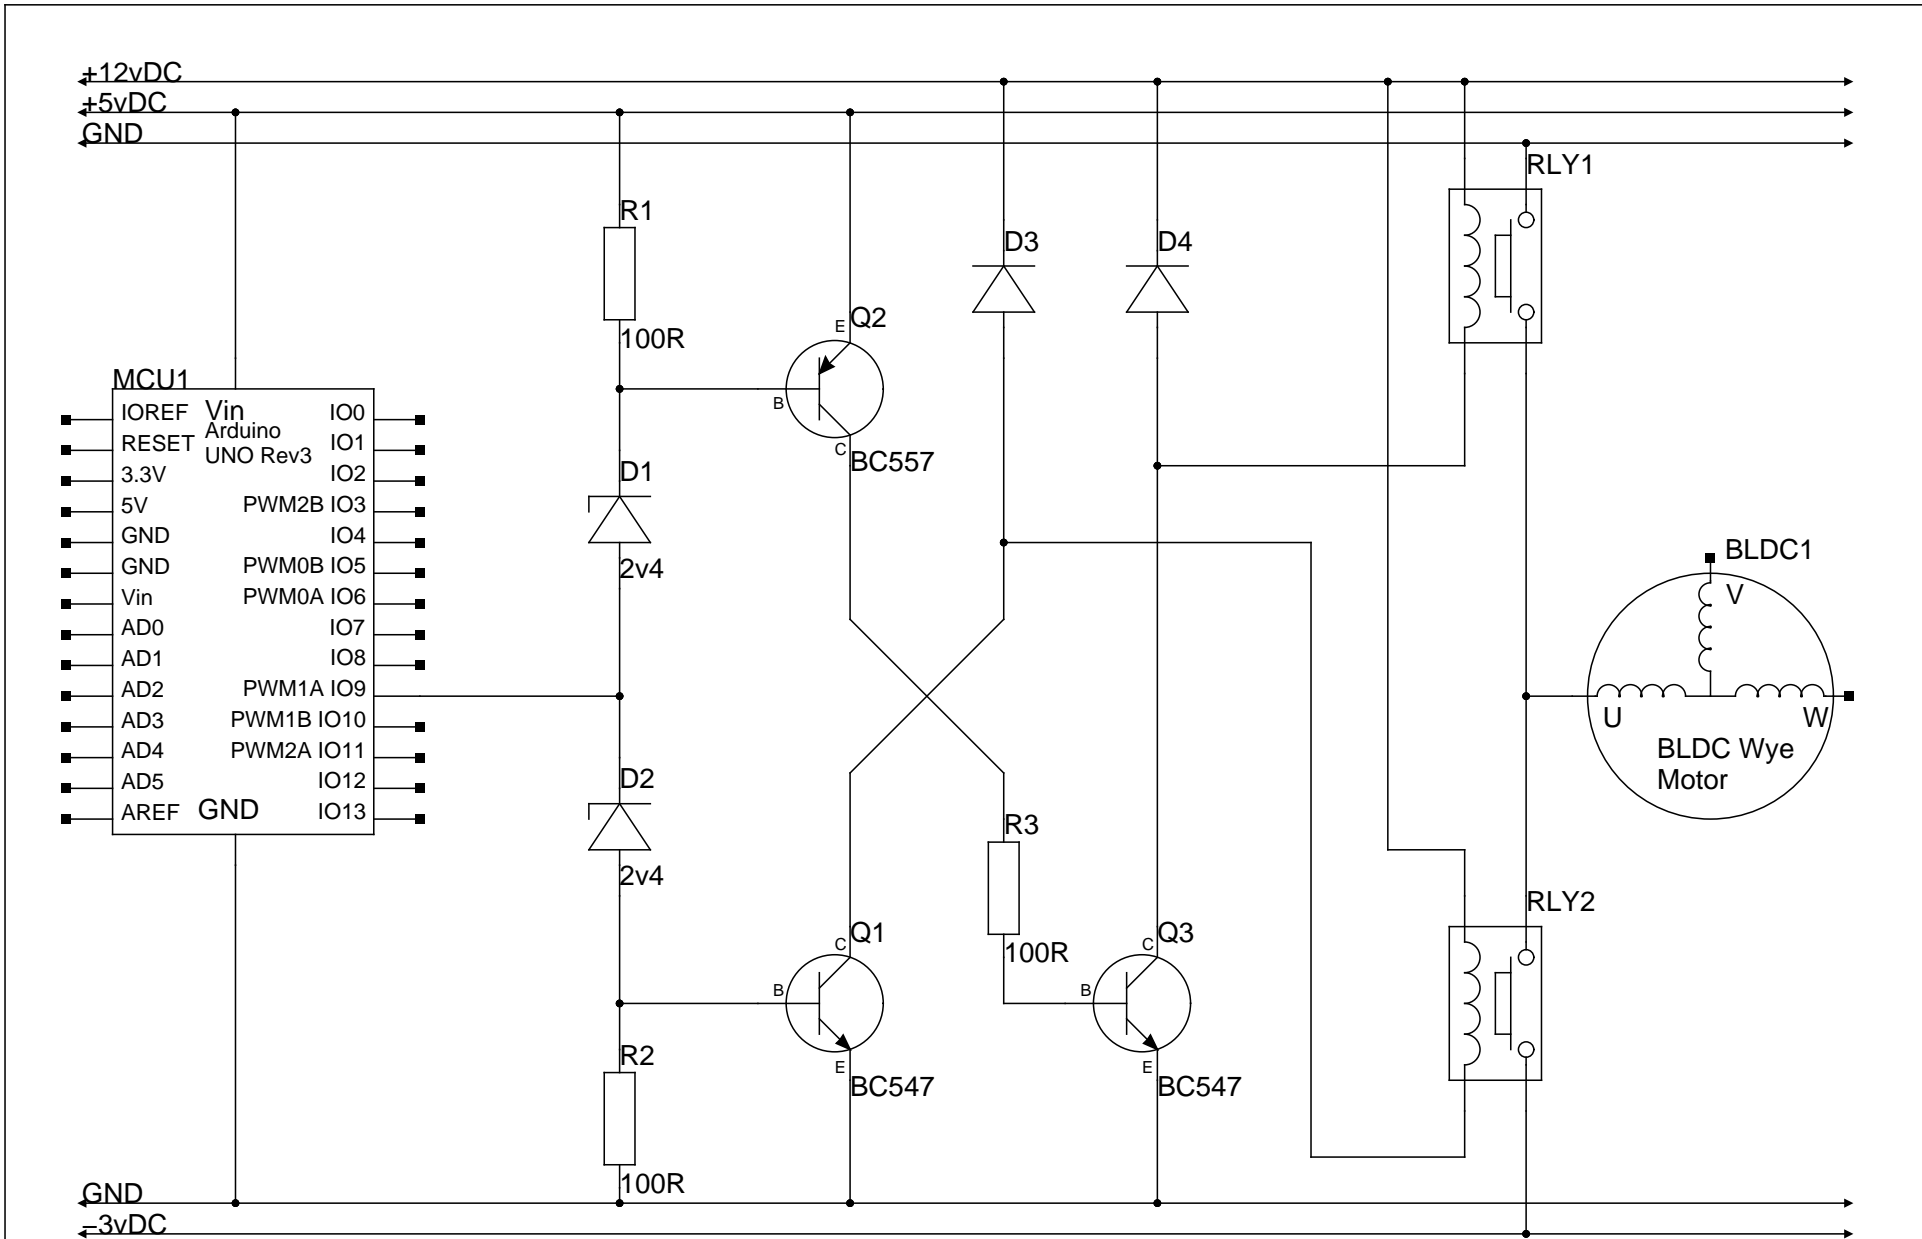 +12vDC
+5vDC
GND
RLY1
R1
D3
D4
100R
E
Q2
B
C
BC557
MCU1
IOREF
Vin
IO0
RESET
Arduino
UNO Rev3
IO1
3.3V
IO2
5V
PWM2B IO3
GND
IO4
GND
PWM0B IO5
Vin
PWM0A IO6
AD0
IO7
AD1
IO8
AD2
PWM1A IO9
AD3
PWM1B IO10
AD4
PWM2A IO11
AD5
IO12
AREF
GND
IO13
D1
2v4
BLDC1
V
U
W
BLDC Wye
Motor
D2
2v4
R3
100R
RLY2
C
Q1
B
E
BC547
C
Q3
B
E
BC547
R2
100R
GND
−3vDC